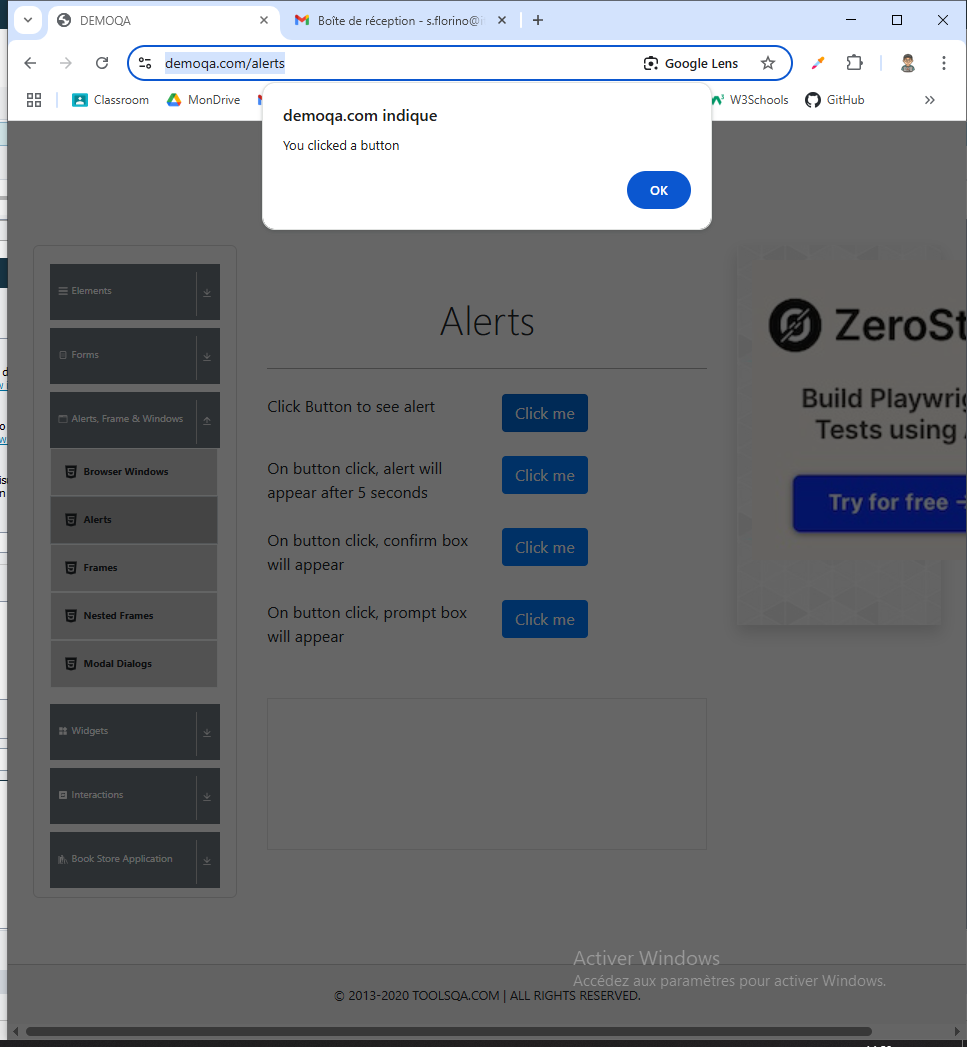 DEMOQA
Boîte de réception - s.florino@i
demoqa.com/alerts
Google Lens
Classroom
MonDrive
W3Schools
GitHub
demoqa.com indique
You clicked a button
OK
Elements
Forms
Alerts, Frame & Windows
Browser Windows
Alerts
Frames
Nested Frames
Modal Dialogs
Widgets
Interactions
Book Store Application
Alerts
Click Button to see alert
Click me
On button click, alert will
appear after 5 seconds
Click me
On button click, confirm box
will appear
Click me
On button click, prompt box
will appear
Click me
ZeroSt
Build Playwrig
Tests using
Try for free
Activer Windows
Accédez aux paramètres pour activer Windows.
© 2013-2020 TOOLSQA.COM | ALL RIGHTS RESERVED.